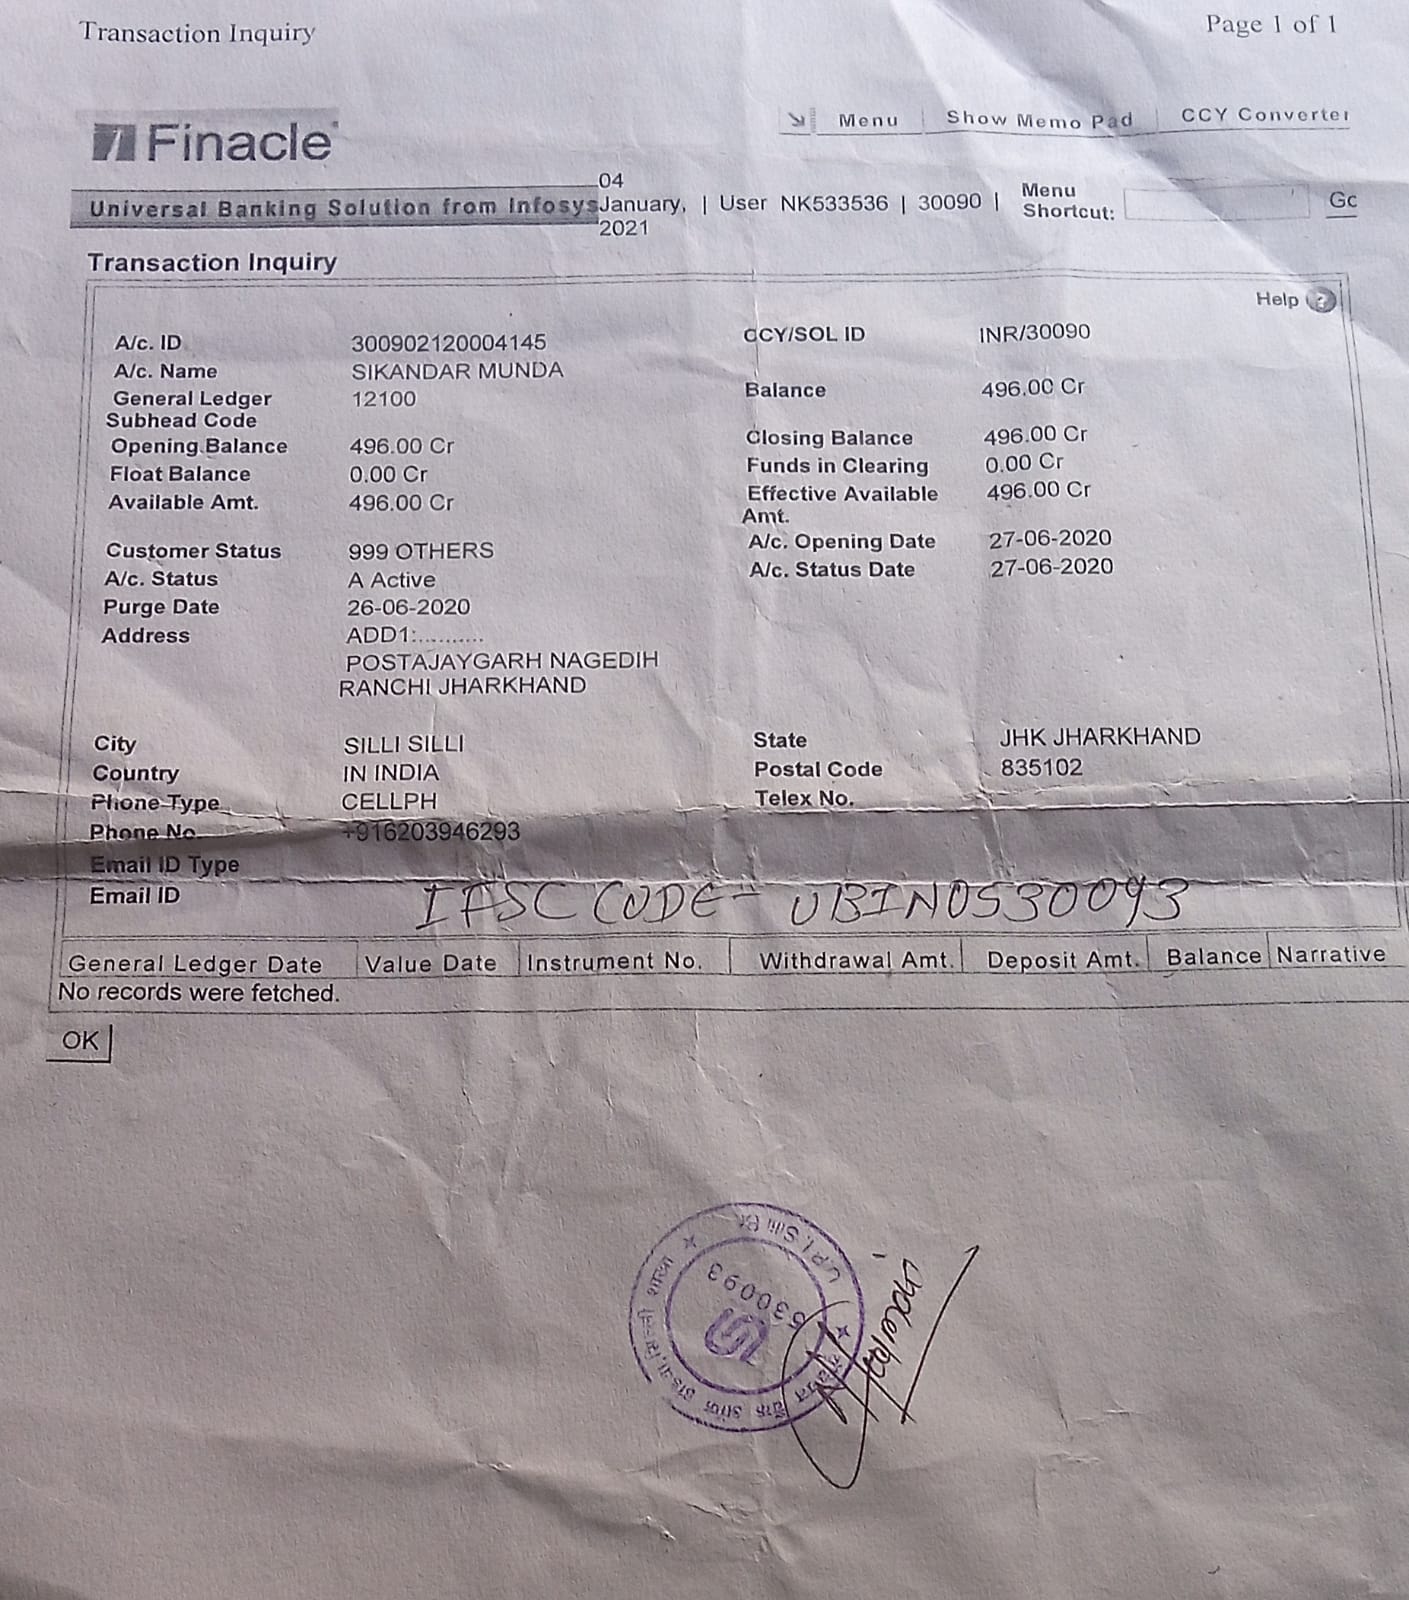 Transaction Inquiry
Page 1 of 1
Menu | Show Memo Pad | CCY Converter
Finacle
Universal Banking Solution from Infosys
04 January, 2021 | User NK533536 | 30090 | Menu Shortcut: Go
Transaction Inquiry
Help ?
A/c. ID 300902120004145 CCY/SOL ID INR/30090
A/c. Name SIKANDAR MUNDA
General Ledger Subhead Code 12100 Balance 496.00 Cr
Opening Balance 496.00 Cr Closing Balance 496.00 Cr
Float Balance 0.00 Cr Funds in Clearing 0.00 Cr
Available Amt. 496.00 Cr Effective Available Amt. 496.00 Cr
Customer Status 999 OTHERS A/c. Opening Date 27-06-2020
A/c. Status A Active A/c. Status Date 27-06-2020
Purge Date 26-06-2020
Address ADD1:..........
POSTAJAYGARH NAGEDIH
RANCHI JHARKHAND
City SILLI SILLI State JHK JHARKHAND
Country IN INDIA Postal Code 835102
Phone Type CELLPH Telex No.
Phone No. +916203946293
Email ID Type
Email ID
IFSC CODE- UBIN0530093
General Ledger Date | Value Date | Instrument No. | Withdrawal Amt. | Deposit Amt. | Balance | Narrative
No records were fetched.
OK
530093